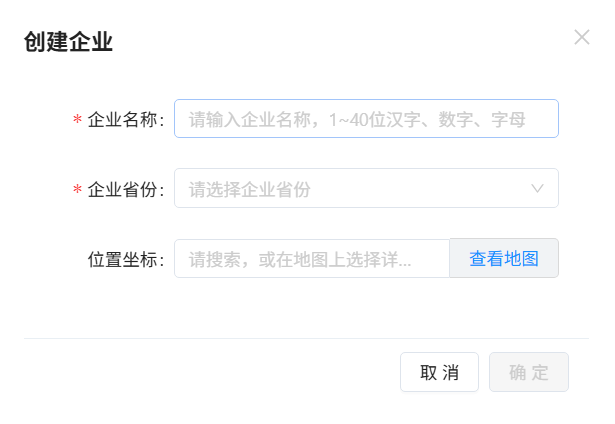 创建企业
* 企业名称: 请输入企业名称，1~40位汉字、数字、字母
* 企业省份: 请选择企业省份
位置坐标: 请搜索，或在地图上选择详... 查看地图
取 消 确 定